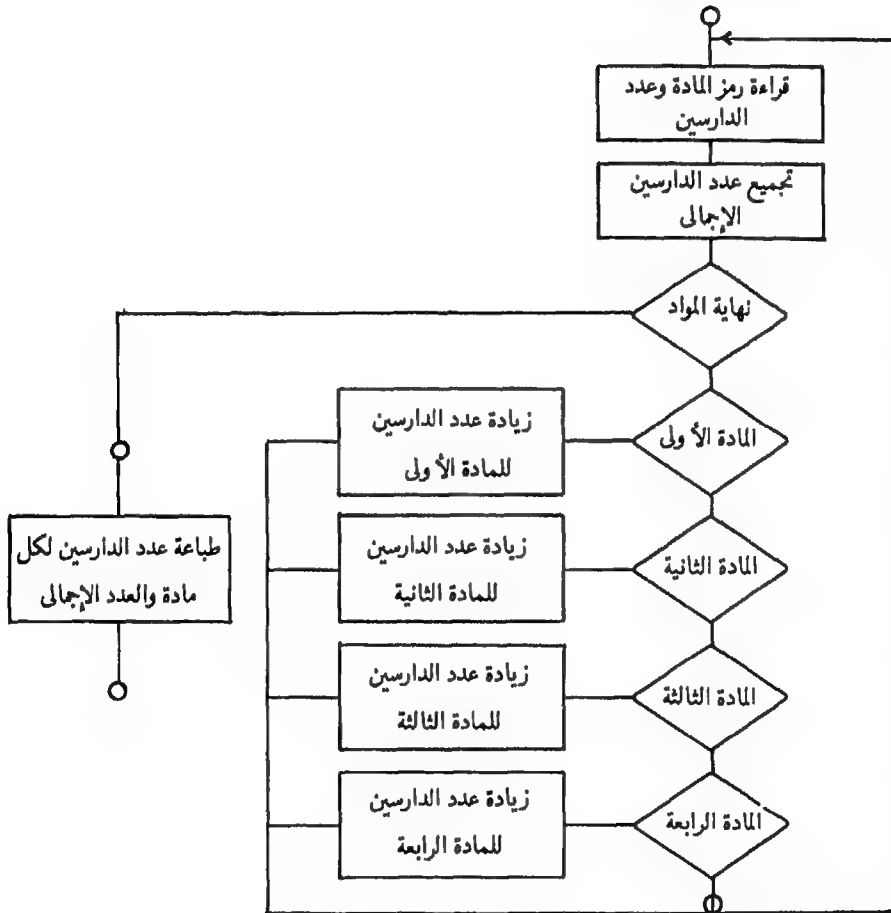 قراءة رمز المادة وعدد
الدارسين
تجميع عدد الدارسين
الإجمالى
نهاية المواد
المادة الأولى
زيادة عدد الدارسين
للمادة الأولى
المادة الثانية
زيادة عدد الدارسين
للمادة الثانية
طباعة عدد الدارسين لكل
مادة والعدد الإجمالى
المادة الثالثة
زيادة عدد الدارسين
للمادة الثالثة
المادة الرابعة
زيادة عدد الدارسين
للمادة الرابعة